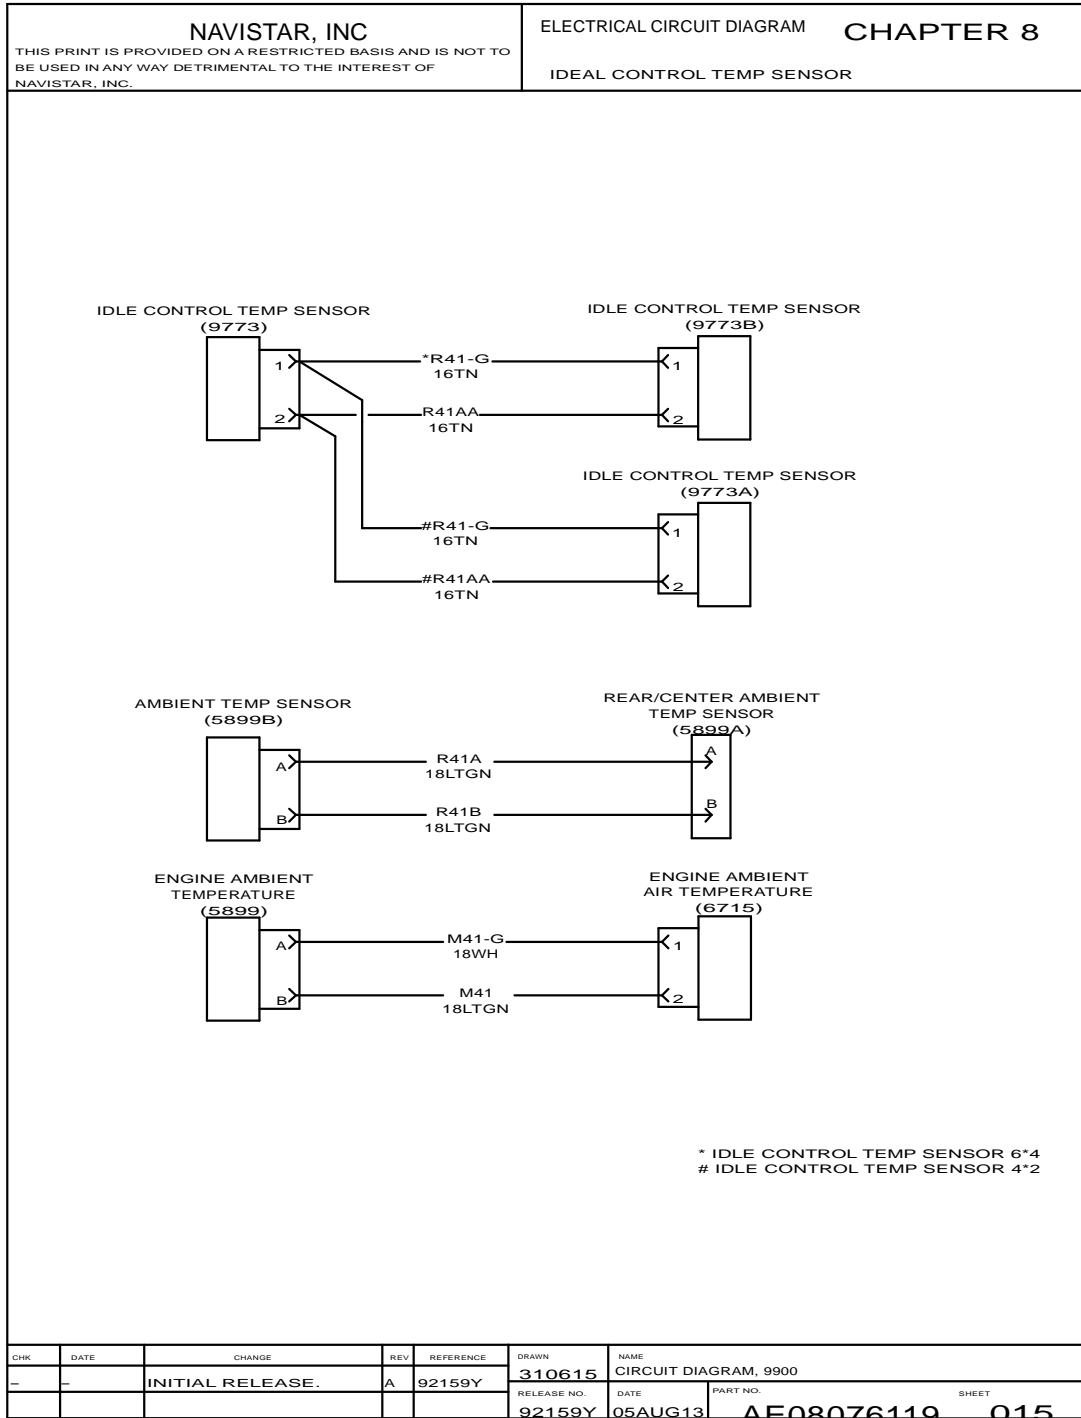 NAVISTAR, INC
THIS PRINT IS PROVIDED ON A RESTRICTED BASIS AND IS NOT TO
BE USED IN ANY WAY DETRIMENTAL TO THE INTEREST OF
NAVISTAR, INC.
ELECTRICAL CIRCUIT DIAGRAM
CHAPTER 8
IDEAL CONTROL TEMP SENSOR
IDLE CONTROL TEMP SENSOR
(9773)
1
2
*R41-G
16TN
R41AA
16TN
IDLE CONTROL TEMP SENSOR
(9773B)
1
2
IDLE CONTROL TEMP SENSOR
(9773A)
#R41-G
16TN
#R41AA
16TN
1
2
AMBIENT TEMP SENSOR
(5899B)
A
B
R41A
18LTGN
R41B
18LTGN
REAR/CENTER AMBIENT
TEMP SENSOR
(5899A)
A
B
ENGINE AMBIENT
TEMPERATURE
(5899)
A
B
M41-G
18WH
M41
18LTGN
ENGINE AMBIENT
AIR TEMPERATURE
(6715)
1
2
* IDLE CONTROL TEMP SENSOR 6*4
# IDLE CONTROL TEMP SENSOR 4*2
CHK DATE CHANGE REV REFERENCE
– – INITIAL RELEASE. A 92159Y
DRAWN
310615
NAME
CIRCUIT DIAGRAM, 9900
RELEASE NO.
92159Y
DATE
05AUG13
PART NO.
AE08076119
SHEET
015